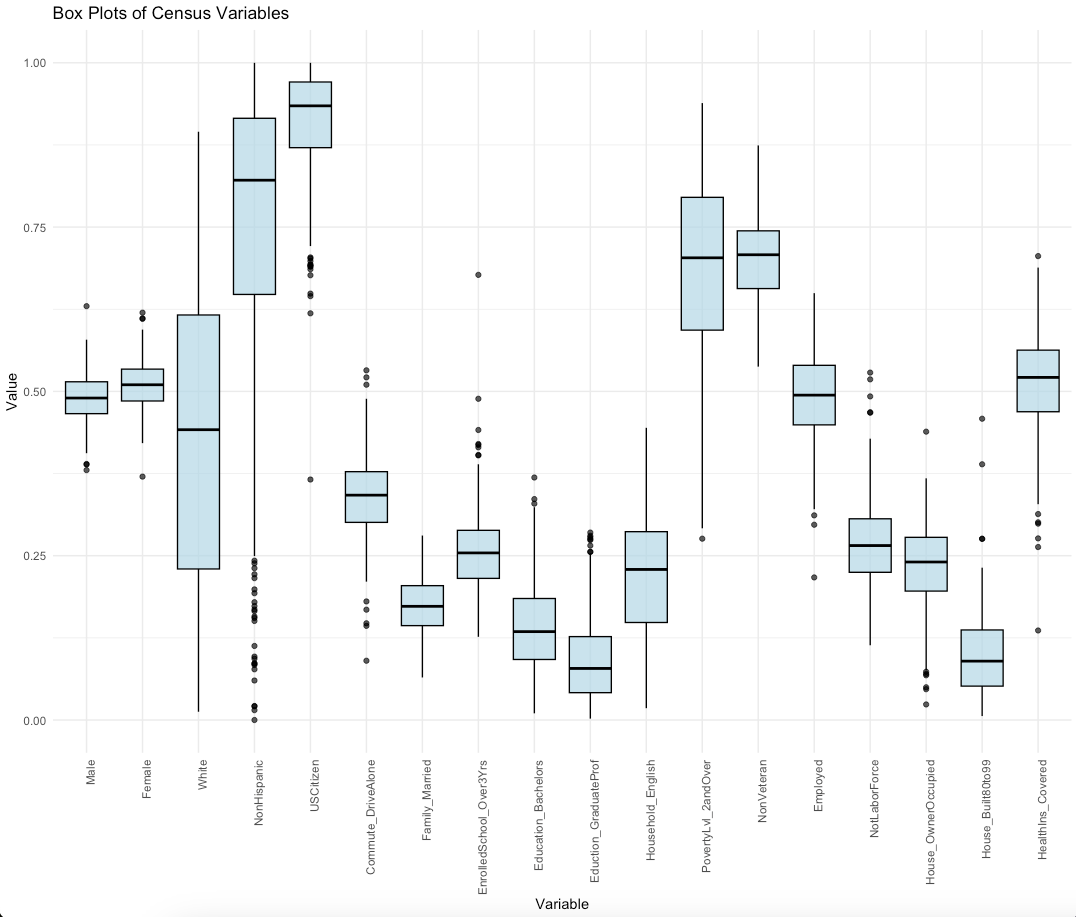 Box Plots of Census Variables
1.00
0.75
0.50
0.25
0.00
Value
Male
Female
White
NonHispanic
USCitizen
Commute_DriveAlone
Family_Married
EnrolledSchool_Over3Yrs
Education_Bachelors
Eduction_GraduateProf
Household_English
PovertyLvl_2andOver
NonVeteran
Employed
NotLaborForce
House_OwnerOccupied
House_Built80to99
HealthIns_Covered
Variable